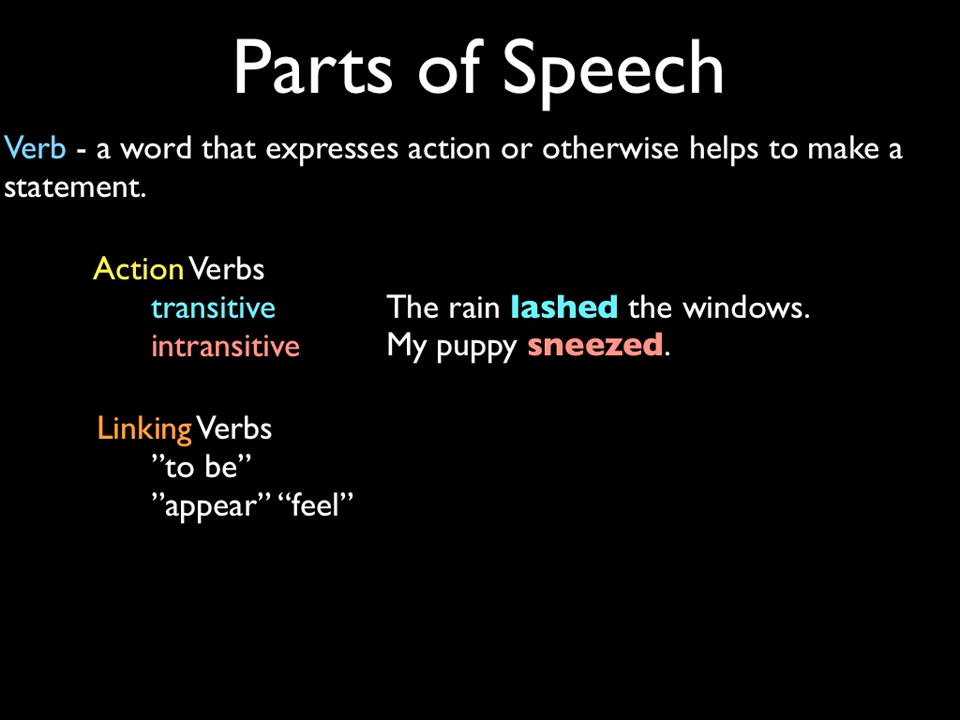 Parts of Speech
Verb - a word that expresses action or otherwise helps to make a
statement.
Action Verbs
transitive The rain lashed the windows.
intransitive My puppy sneezed.
Linking Verbs
”to be”
”appear” “feel”